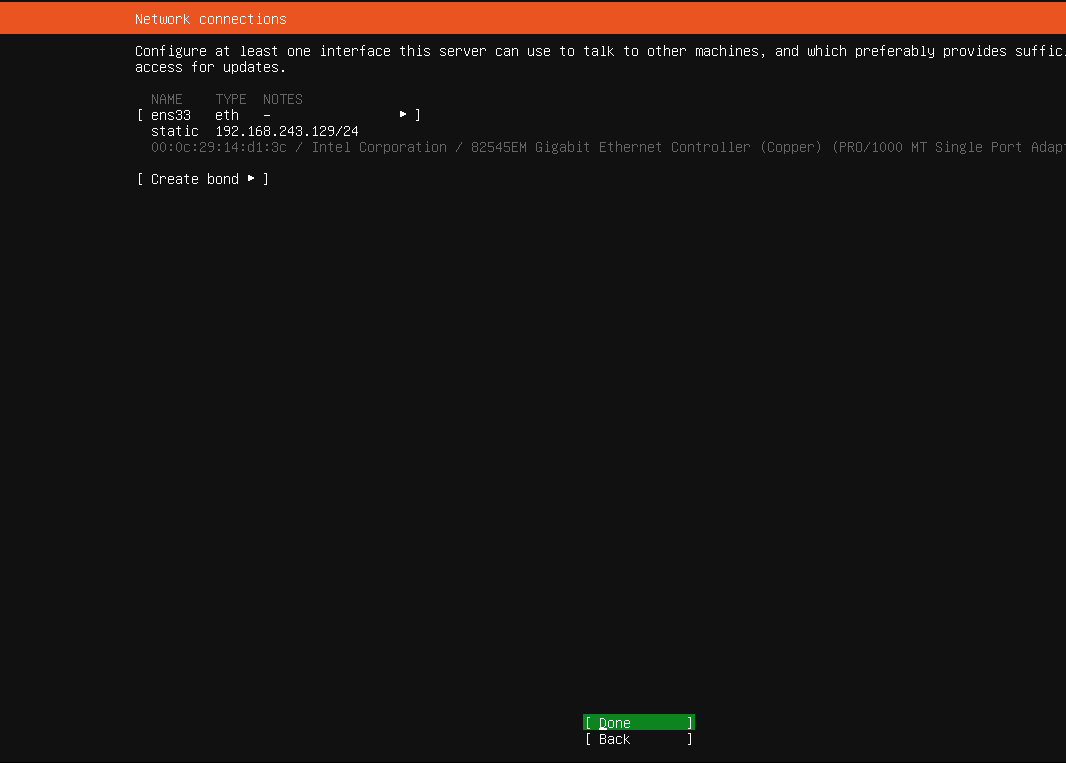 Network connections
Configure at least one interface this server can use to talk to other machines, and which preferably provides
access for updates.
NAME TYPE NOTES
[ ens33 eth – ▸ ]
static 192.168.243.129/24
00:0c:29:14:d1:3c / Intel Corporation / 82545EM Gigabit Ethernet Controller (Copper) (PRO/1000 MT Single Port
[ Create bond ▸ ]
[ Done ]
[ Back ]